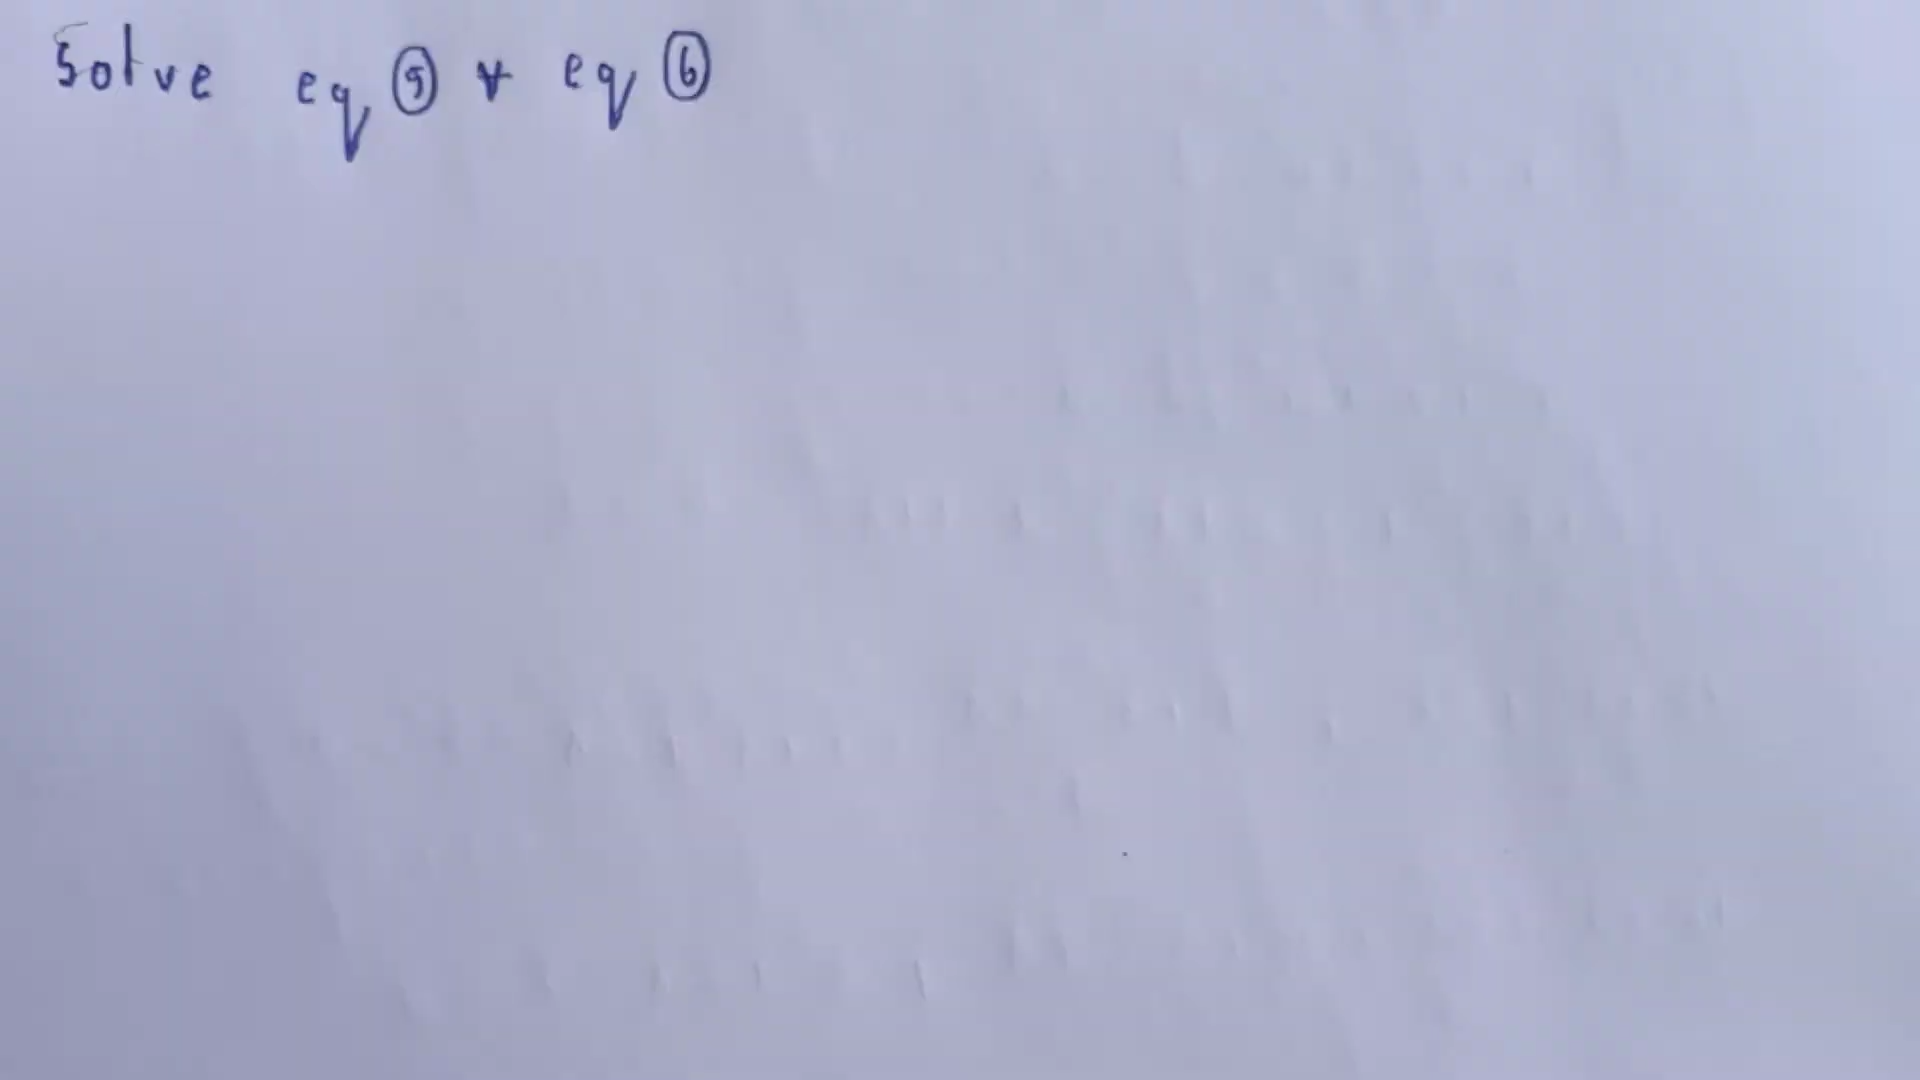 Solve eq ⑤ & eq ⑥